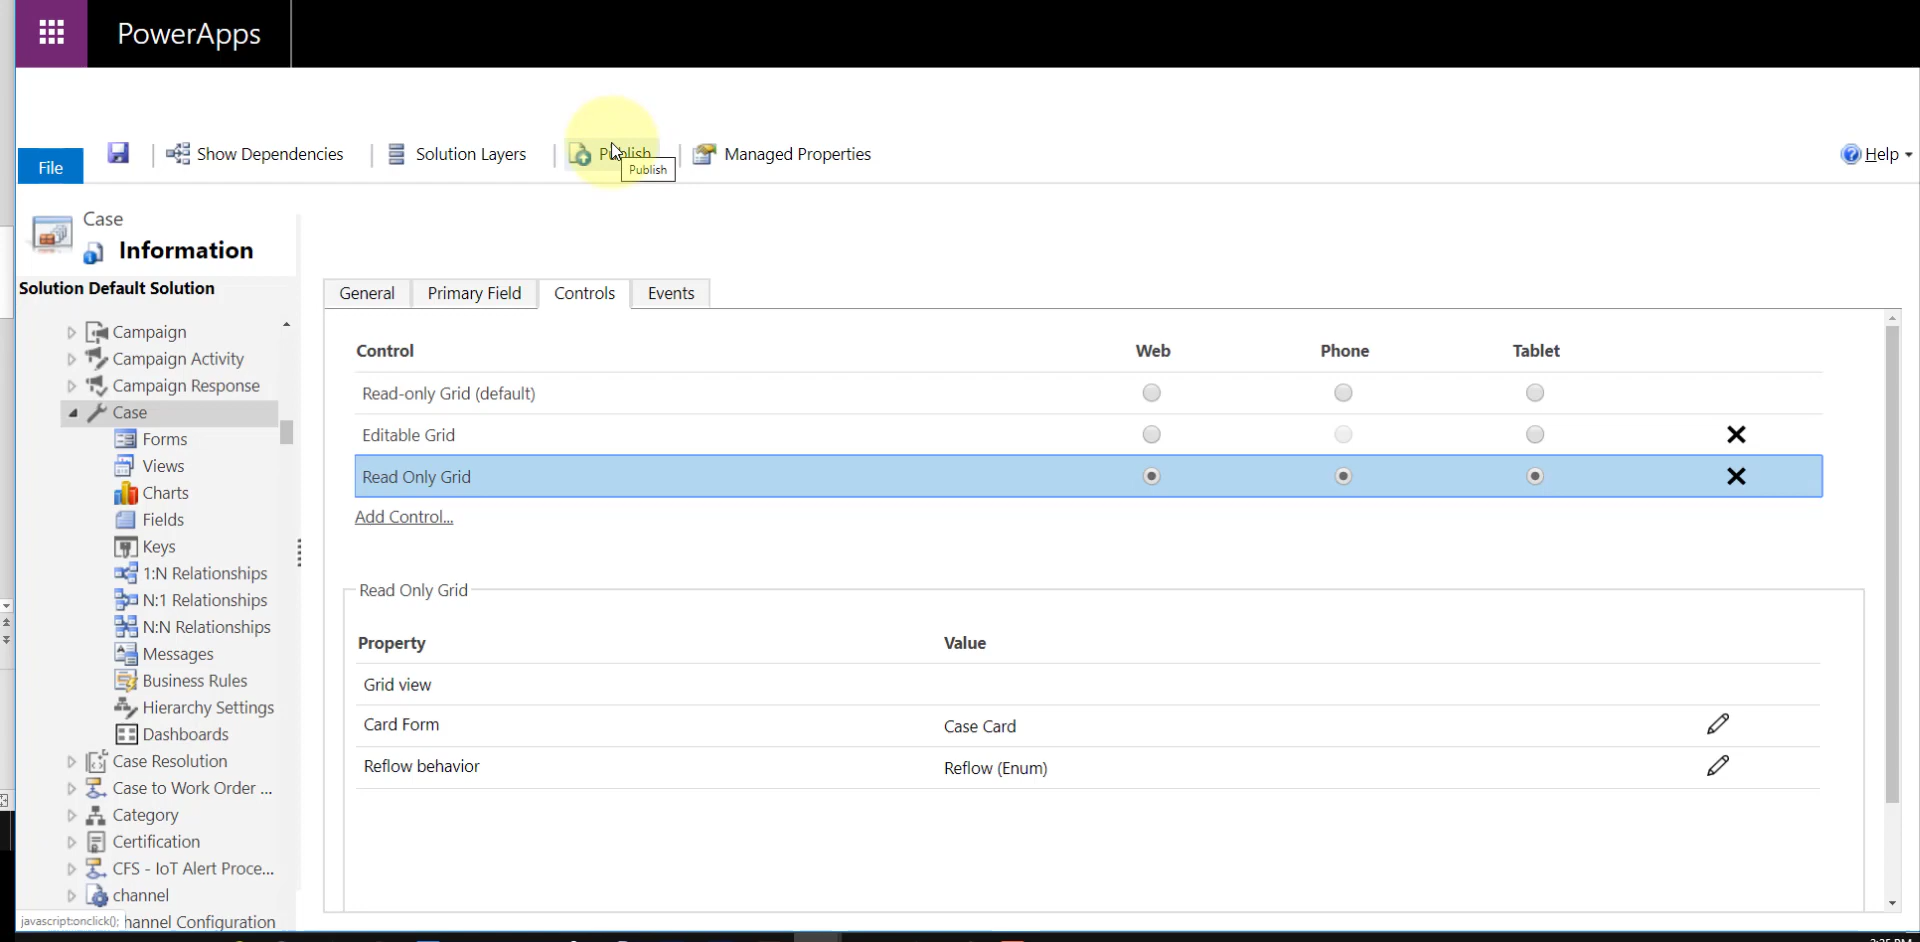 PowerApps
File
Show Dependencies
Solution Layers
Publish
Managed Properties
Help
Publish
Case
Information
Solution Default Solution
Campaign
Campaign Activity
Campaign Response
Case
Forms
Views
Charts
Fields
Keys
1:N Relationships
N:1 Relationships
N:N Relationships
Messages
Business Rules
Hierarchy Settings
Dashboards
Case Resolution
Case to Work Order ...
Category
Certification
CFS - IoT Alert Proce...
channel
hannel Configuration
javascript:onclick();
General Primary Field Controls Events
Control Web Phone Tablet
Read-only Grid (default)
Editable Grid
Read Only Grid
Add Control...
Read Only Grid
Property Value
Grid view
Card Form Case Card
Reflow behavior Reflow (Enum)